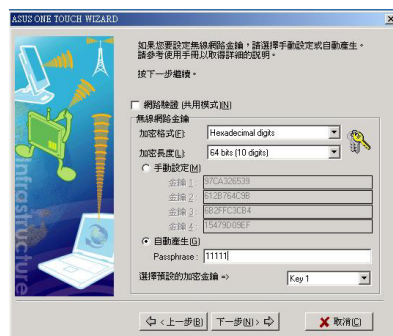 ASUS ONE TOUCH WIZARD
如果您要設定無線網路金鑰，請選擇手動設定或自動產生。
請參考使用手冊以取得詳細的說明。
按下一步繼續。
網路驗證 (共用模式)(N)
無線網路金鑰
加密格式(F): Hexadecimal digits
加密長度(L): 64 bits (10 digits)
手動設定(M)
金鑰 1: 97CA326539
金鑰 2: 612B764C9B
金鑰 3: 6B2FFC3CB4
金鑰 4: 15479D09EF
自動產生(G)
Passphrase : 11111
選擇預設的加密金鑰 => Key 1
<上一步(B) 下一步(N)> 取消(C)
Infrastructure